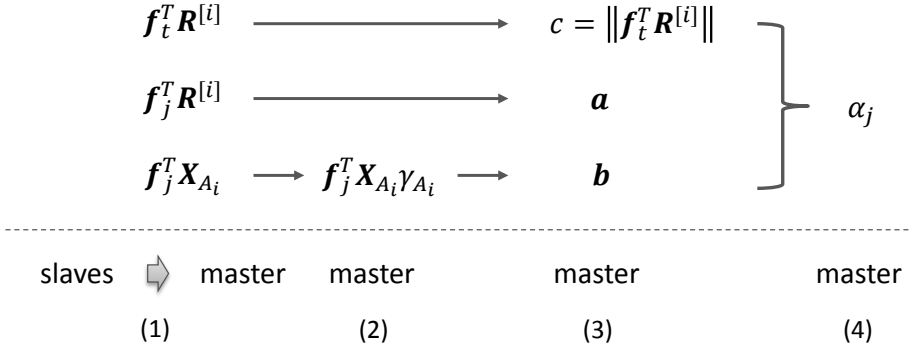 𝒇_t^T 𝑹^{[i]} ⟶ c = ‖𝒇_t^T 𝑹^{[i]}‖
𝒇_j^T 𝑹^{[i]} ⟶ 𝒂
α_j
𝒇_j^T 𝑿_{A_i} ⟶ 𝒇_j^T 𝑿_{A_i} γ_{A_i} ⟶ 𝒃
slaves ⇨ master master master master
(1) (2) (3) (4)